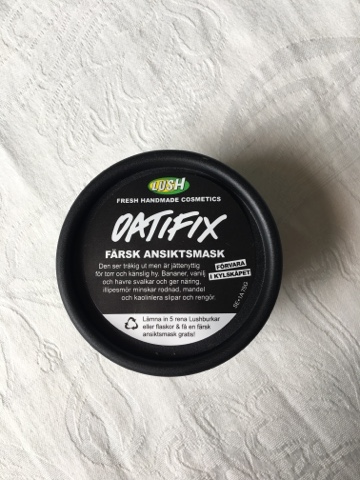 LUSH
FRESH HANDMADE COSMETICS
OATIFIX
FÄRSK ANSIKTSMASK
Den ser tråkig ut men är jättenyttig
för torr och känslig hy. Bananer, vanilj
och havre svalkar och ger näring,
illipesmör minskar rodnad, mandel
och kaolinlera slipar och rengör.
FÖRVARA
I KYLSKÅPET
Lämna in 5 rena Lushburkar
eller flaskor & få en färsk
ansiktsmask gratis!